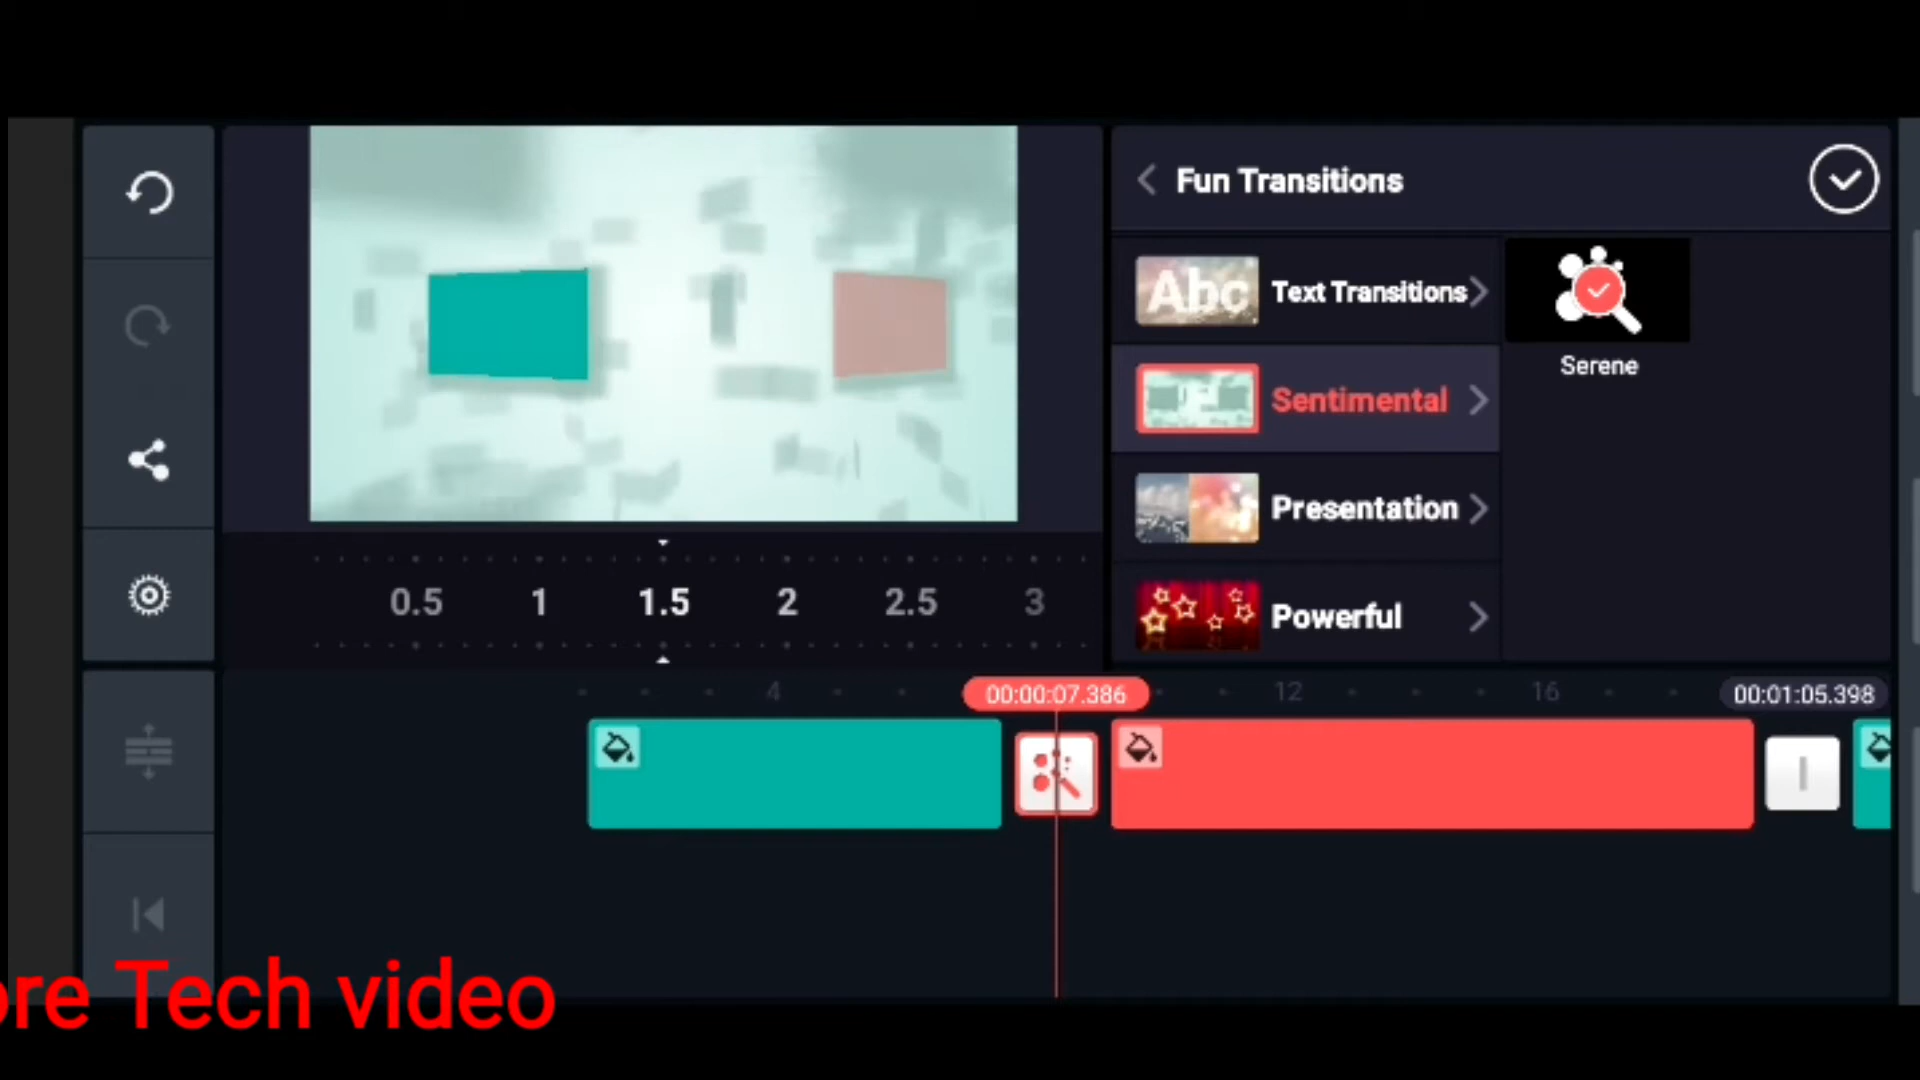 Fun Transitions
Abc Text Transitions
Serene
Sentimental
Presentation
Powerful
0.5 1 1.5 2 2.5 3
4 00:00:07.386 12 16 00:01:05.398
Tech video